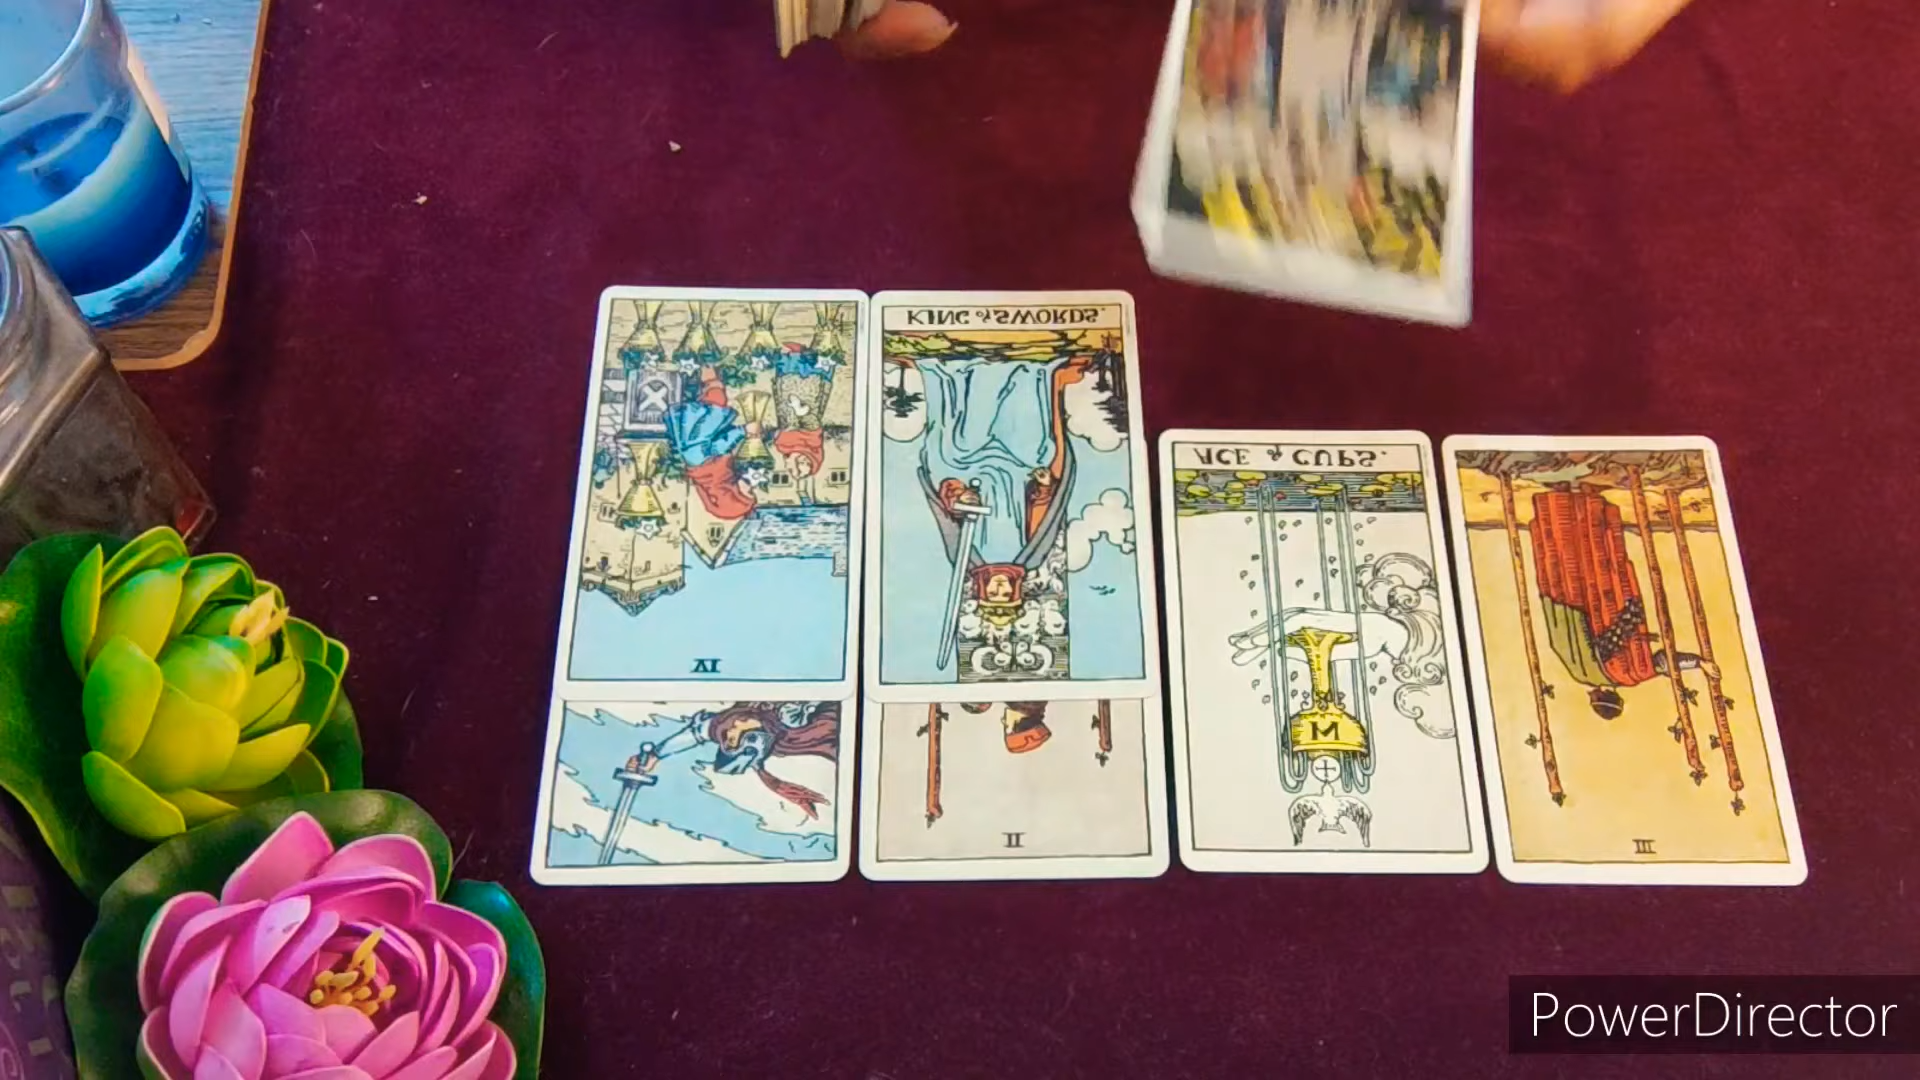 KING of SWORDS.
ACE of CUPS.
VI
II
III
PowerDirector